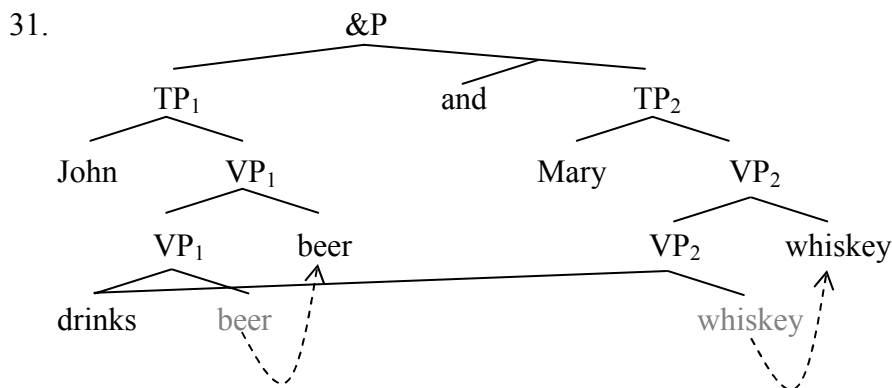 31. &P
TP₁ and TP₂
John VP₁ Mary VP₂
VP₁ beer VP₂ whiskey
drinks beer whiskey